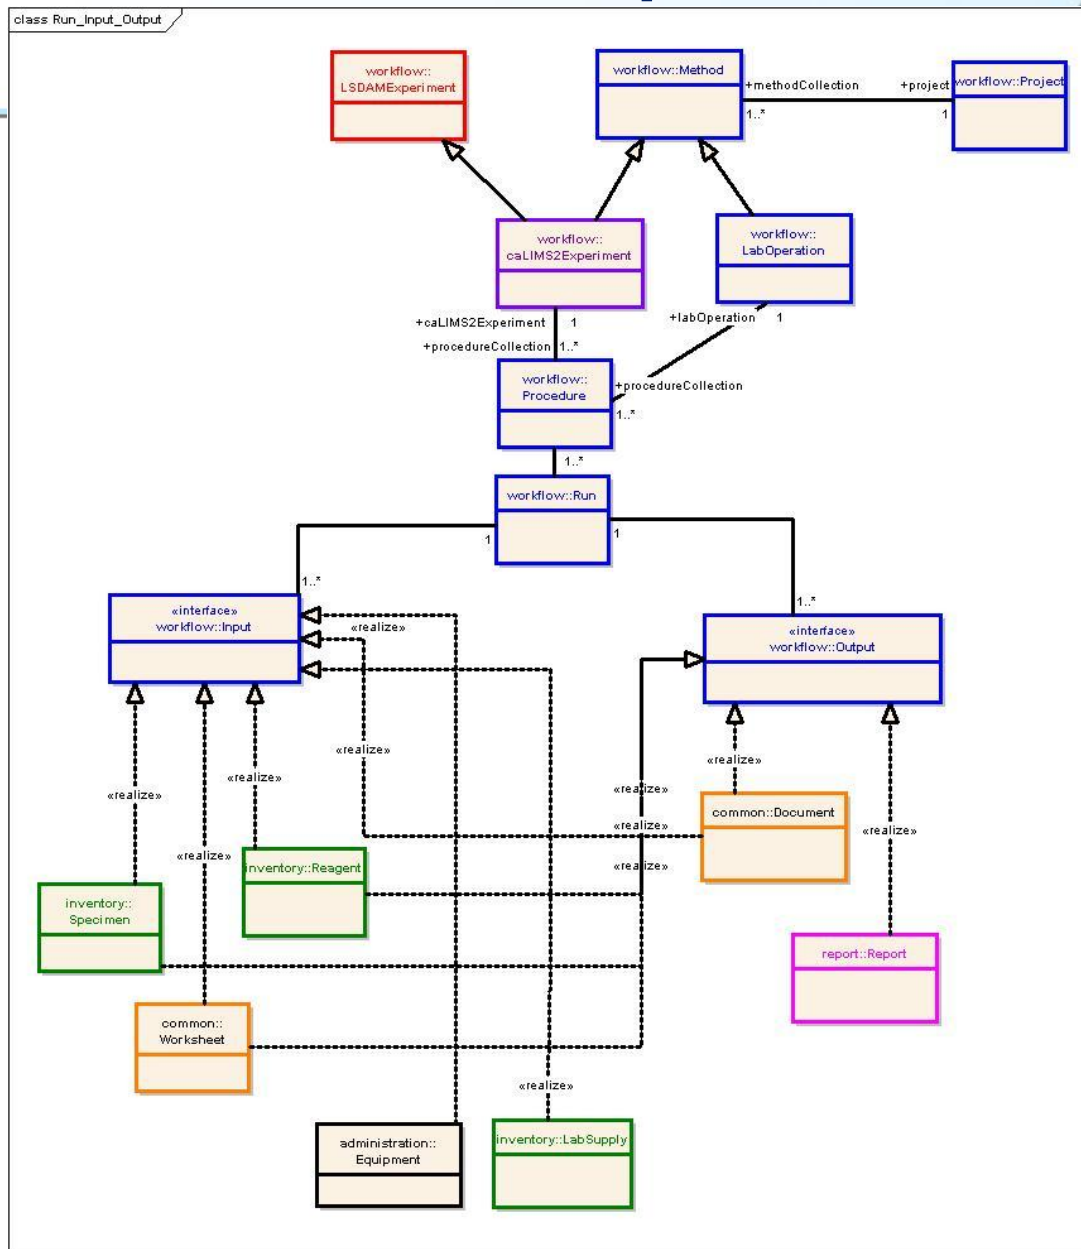 class Run_Input_Output
workflow::
LSDAMExperiment
workflow::Method
workflow::Project
+methodCollection
+project
1..*
1
workflow::
caLIMS2Experiment
workflow::
LabOperation
+caLIMS2Experiment
1
+labOperation
1
+procedureCollection
1..*
workflow::
Procedure
+procedureCollection
1..*
1..*
workflow::Run
1
1
1..*
1..*
«interface»
workflow::Input
«realize»
«interface»
workflow::Output
«realize»
«realize»
«realize»
«realize»
«realize»
«realize»
common::Document
«realize»
«realize»
«realize»
inventory::Reagent
inventory::
Specimen
report::Report
common::
Worksheet
«realize»
administration::
Equipment
inventory::LabSupply